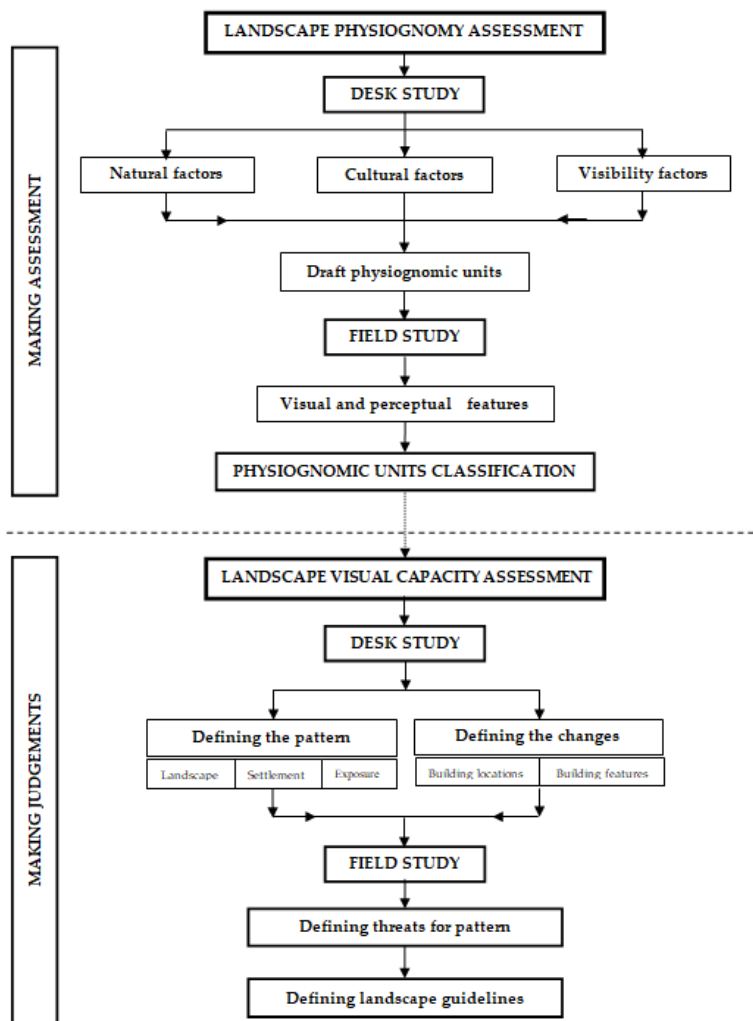 LANDSCAPE PHYSIOGNOMY ASSESSMENT
DESK STUDY
Natural factors
Cultural factors
Visibility factors
Draft physiognomic units
FIELD STUDY
Visual and perceptual features
PHYSIOGNOMIC UNITS CLASSIFICATION
MAKING ASSESSMENT
LANDSCAPE VISUAL CAPACITY ASSESSMENT
DESK STUDY
Defining the pattern
Landscape
Settlement
Exposure
Defining the changes
Building locations
Building features
FIELD STUDY
Defining threats for pattern
Defining landscape guidelines
MAKING JUDGEMENTS